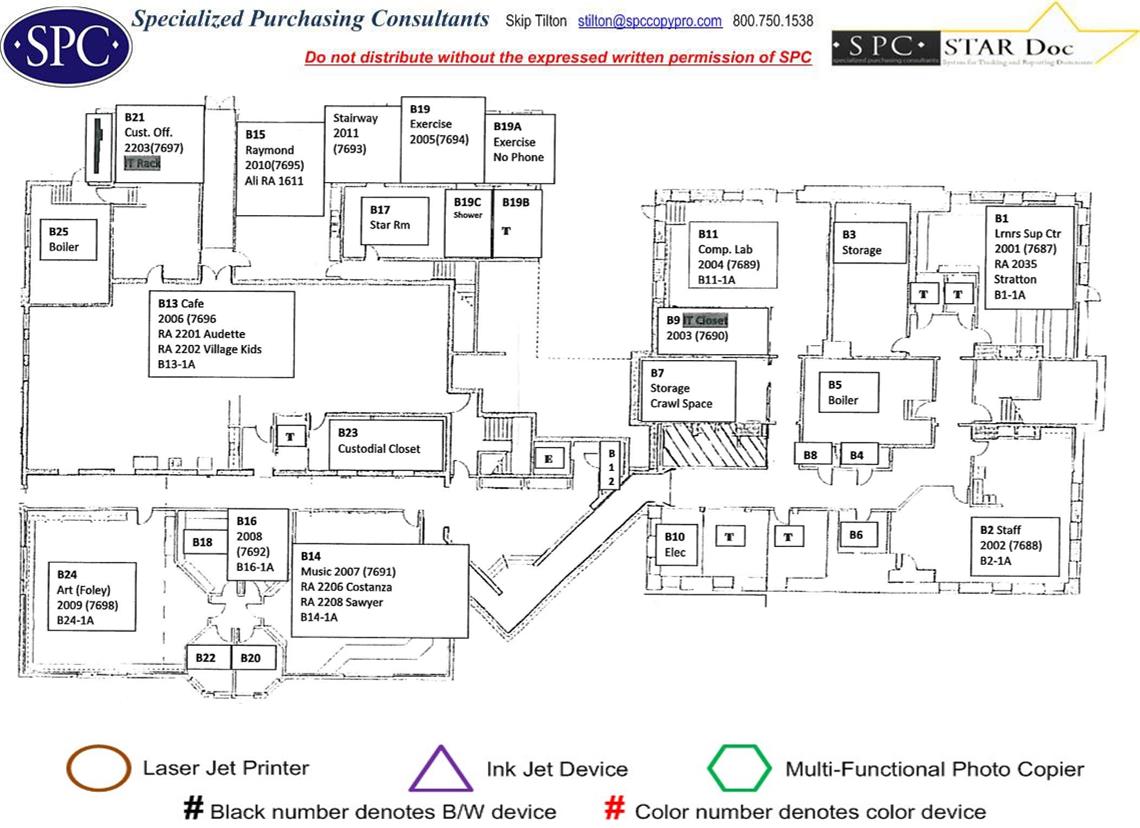 SPC
Specialized Purchasing Consultants Skip Tilton stilton@spccopypro.com 800.750.1538
Do not distribute without the expressed written permission of SPC
SPC STAR Doc
specialized purchasing consultants
System for Tracking and Reporting Documents
B21
Cust. Off.
2203(7697)
IT Rack
B15
Raymond
2010(7695)
Ali RA 1611
Stairway
2011
(7693)
B19
Exercise
2005(7694)
B19A
Exercise
No Phone
B25
Boiler
B17
Star Rm
B19C
Shower
B19B
T
B11
Comp. Lab
2004 (7689)
B11-1A
B3
Storage
B1
Lrnrs Sup Ctr
2001 (7687)
RA 2035
Stratton
B1-1A
T
T
B13 Cafe
2006 (7696
RA 2201 Audette
RA 2202 Village Kids
B13-1A
B9 IT Closet
2003 (7690)
B7
Storage
Crawl Space
B5
Boiler
T
B23
Custodial Closet
E
B
1
2
B8
B4
B18
B16
2008
(7692)
B16-1A
B10
Elec
T
T
B6
B2 Staff
2002 (7688)
B2-1A
B24
Art (Foley)
2009 (7698)
B24-1A
B14
Music 2007 (7691)
RA 2206 Costanza
RA 2208 Sawyer
B14-1A
B22
B20
Laser Jet Printer
Ink Jet Device
Multi-Functional Photo Copier
# Black number denotes B/W device
# Color number denotes color device